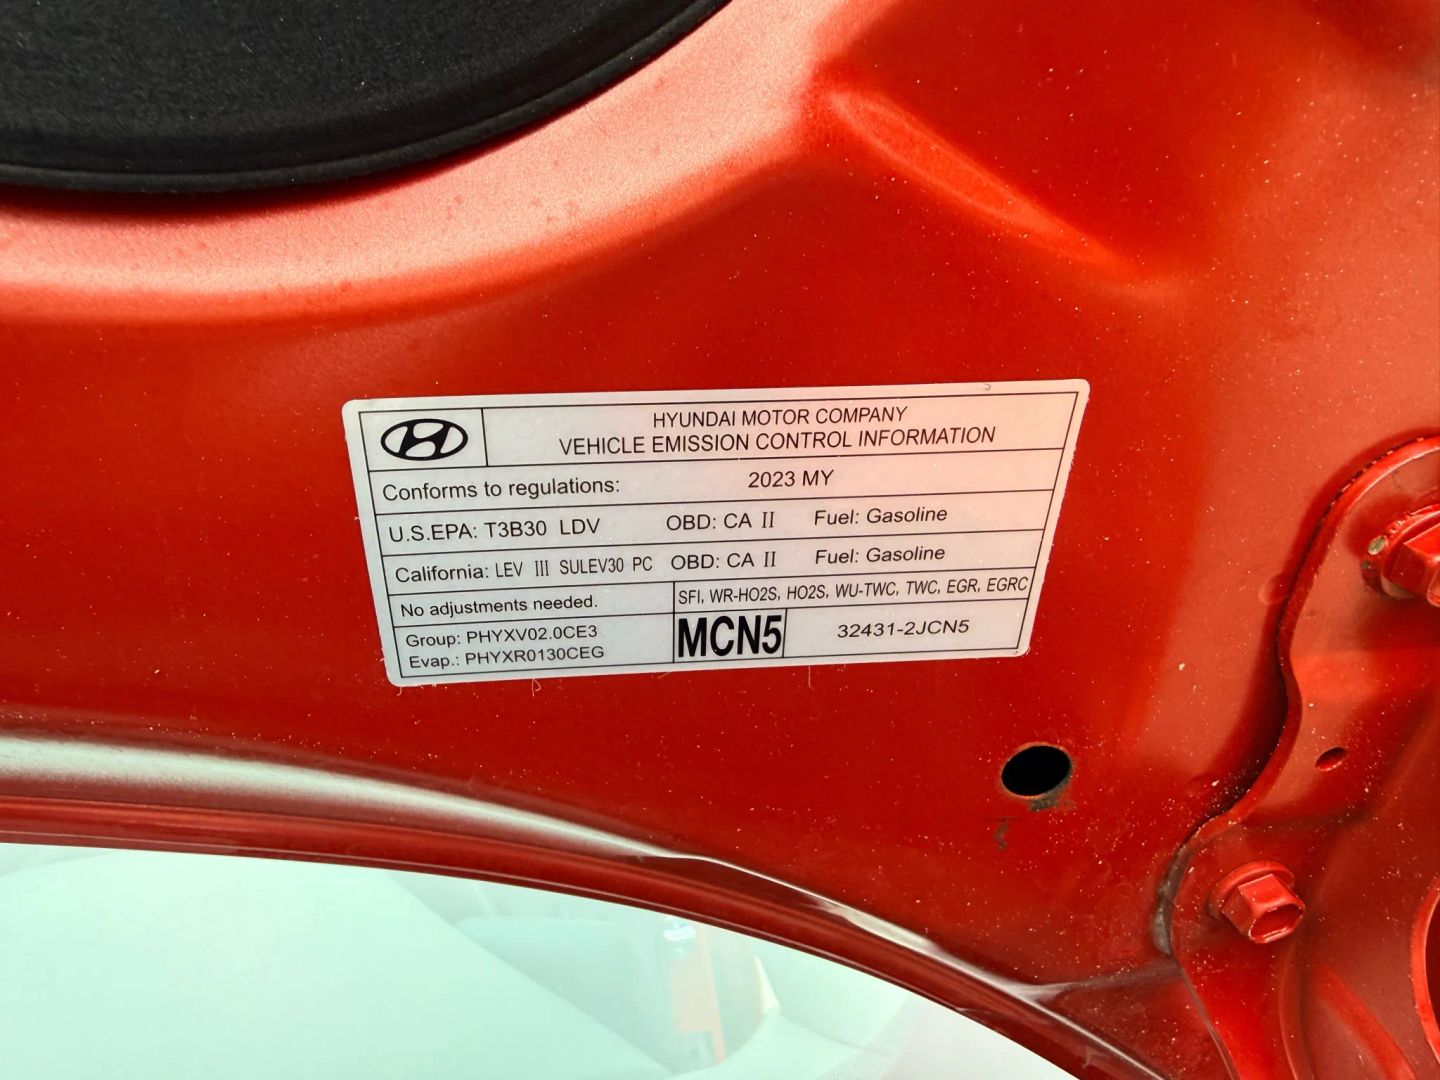 HYUNDAI MOTOR COMPANY
VEHICLE EMISSION CONTROL INFORMATION
Conforms to regulations: 2023 MY
U.S.EPA: T3B30 LDV OBD: CA II Fuel: Gasoline
California: LEV III SULEV30 PC OBD: CA II Fuel: Gasoline
No adjustments needed. SFI, WR-HO2S, HO2S, WU-TWC, TWC, EGR, EGRC
Group: PHYXV02.0CE3
Evap.: PHYXR0130CEG
MCN5 32431-2JCN5